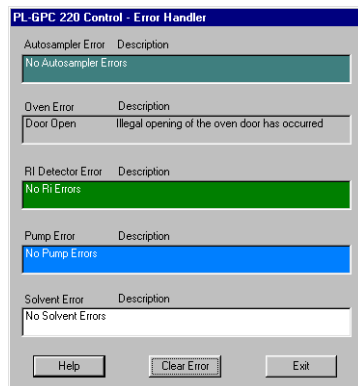 PL-GPC 220 Control - Error Handler
Autosampler Error Description
No Autosampler Errors
Oven Error Description
Door Open Illegal opening of the oven door has occurred
RI Detector Error Description
No Ri Errors
Pump Error Description
No Pump Errors
Solvent Error Description
No Solvent Errors
Help Clear Error Exit